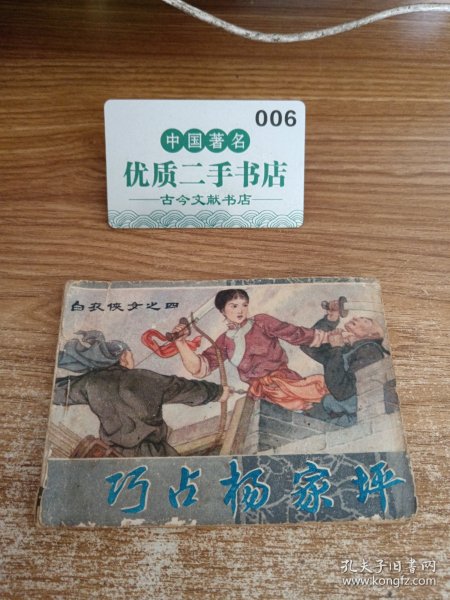 006
中国著名
优质二手书店
古今文献书店
白衣侠女之四
巧占杨家坪
孔夫子旧书网
www.kongfz.com